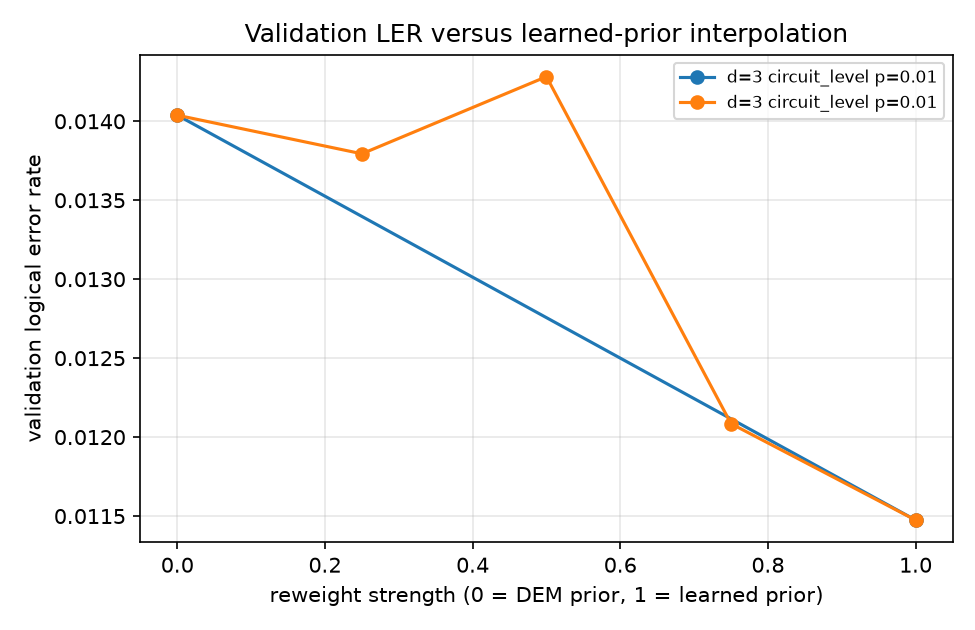 Validation LER versus learned-prior interpolation
d=3 circuit_level p=0.01
d=3 circuit_level p=0.01
validation logical error rate
0.0140
0.0135
0.0130
0.0125
0.0120
0.0115
0.0 0.2 0.4 0.6 0.8 1.0
reweight strength (0 = DEM prior, 1 = learned prior)